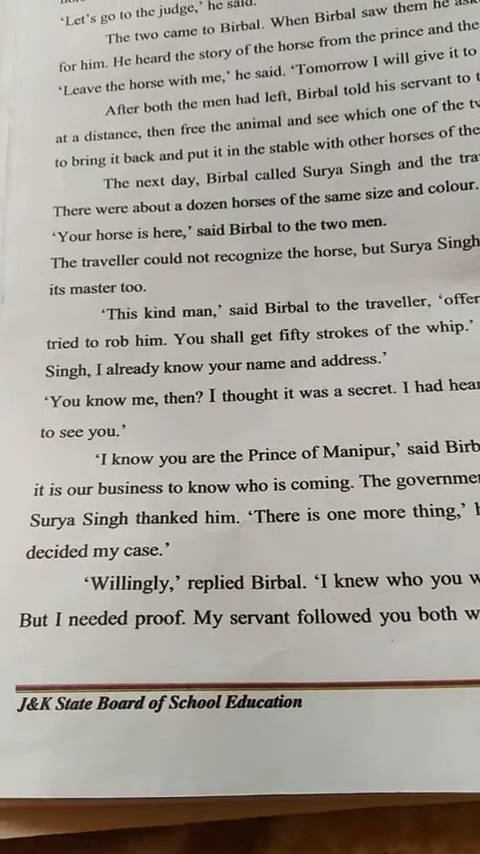 ‘Let’s go to the judge,’ he said.
The two came to Birbal. When Birbal saw them he
for him. He heard the story of the horse from the prince and the
‘Leave the horse with me,’ he said. ‘Tomorrow I will give it to
After both the men had left, Birbal told his servant to
at a distance, then free the animal and see which one of the
to bring it back and put it in the stable with other horses of the
The next day, Birbal called Surya Singh and the
There were about a dozen horses of the same size and colour.
‘Your horse is here,’ said Birbal to the two men.
The traveller could not recognize the horse, but Surya Singh
its master too.
‘This kind man,’ said Birbal to the traveller, ‘offer
tried to rob him. You shall get fifty strokes of the whip.’
Singh, I already know your name and address.’
‘You know me, then? I thought it was a secret. I had hear
to see you.’
‘I know you are the Prince of Manipur,’ said Birb
it is our business to know who is coming. The governme
Surya Singh thanked him. ‘There is one more thing,’
decided my case.’
‘Willingly,’ replied Birbal. ‘I knew who you w
But I needed proof. My servant followed you both w
J&K State Board of School Education